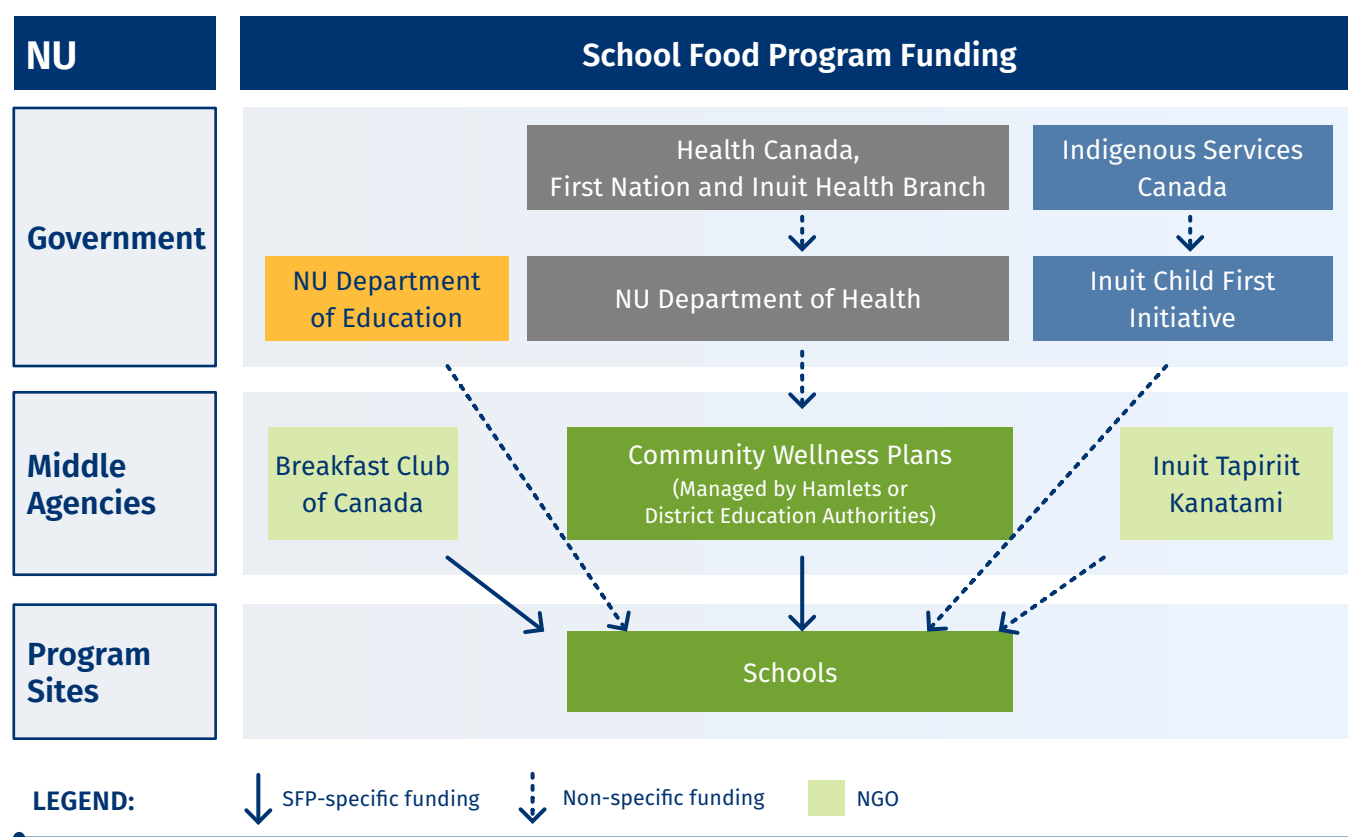 NU
School Food Program Funding
Government
Health Canada,
First Nation and Inuit Health Branch
Indigenous Services
Canada
NU Department
of Education
NU Department of Health
Inuit Child First
Initiative
Middle
Agencies
Breakfast Club
of Canada
Community Wellness Plans
(Managed by Hamlets or
District Education Authorities)
Inuit Tapiriit
Kanatami
Program
Sites
Schools
LEGEND:
SFP-specific funding
Non-specific funding
NGO